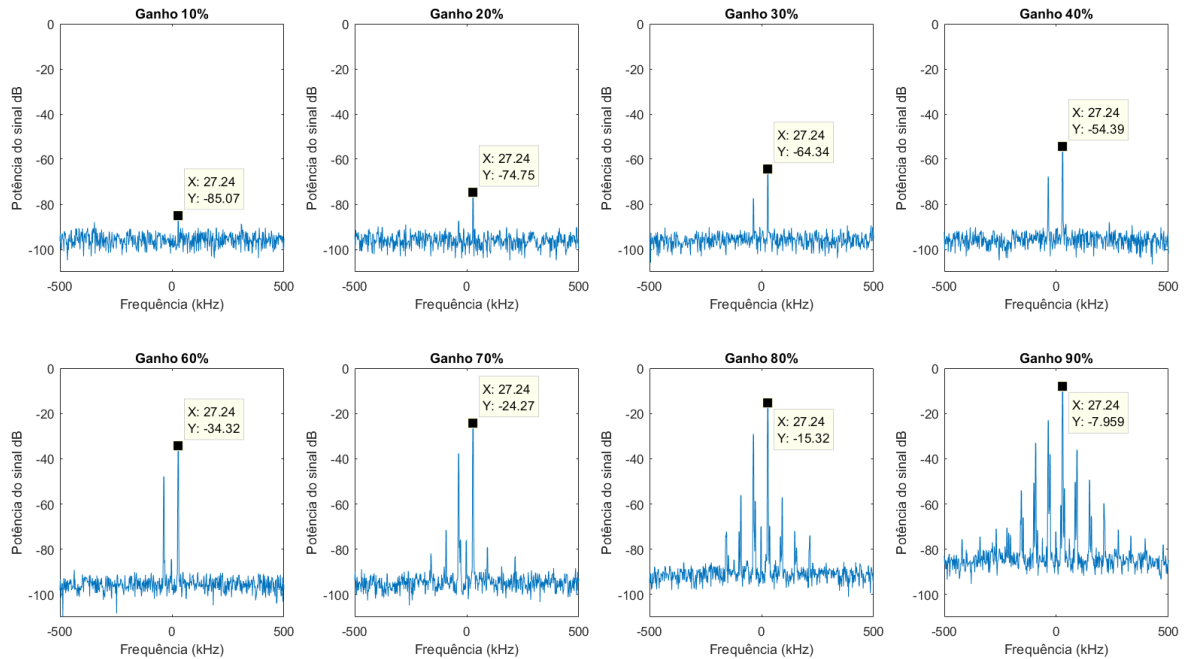 Ganho 10%
0
-20
-40
-60
-80
-100
Potência do sinal dB
X: 27.24
Y: -85.07
-500
0
500
Frequência (kHz)
Ganho 20%
0
-20
-40
-60
-80
-100
Potência do sinal dB
X: 27.24
Y: -74.75
-500
0
500
Frequência (kHz)
Ganho 30%
0
-20
-40
-60
-80
-100
Potência do sinal dB
X: 27.24
Y: -64.34
-500
0
500
Frequência (kHz)
Ganho 40%
0
-20
-40
-60
-80
-100
Potência do sinal dB
X: 27.24
Y: -54.39
-500
0
500
Frequência (kHz)
Ganho 60%
0
-20
-40
-60
-80
-100
Potência do sinal dB
X: 27.24
Y: -34.32
-500
0
500
Frequência (kHz)
Ganho 70%
0
-20
-40
-60
-80
-100
Potência do sinal dB
X: 27.24
Y: -24.27
-500
0
500
Frequência (kHz)
Ganho 80%
0
-20
-40
-60
-80
-100
Potência do sinal dB
X: 27.24
Y: -15.32
-500
0
500
Frequência (kHz)
Ganho 90%
0
-20
-40
-60
-80
-100
Potência do sinal dB
X: 27.24
Y: -7.959
-500
0
500
Frequência (kHz)